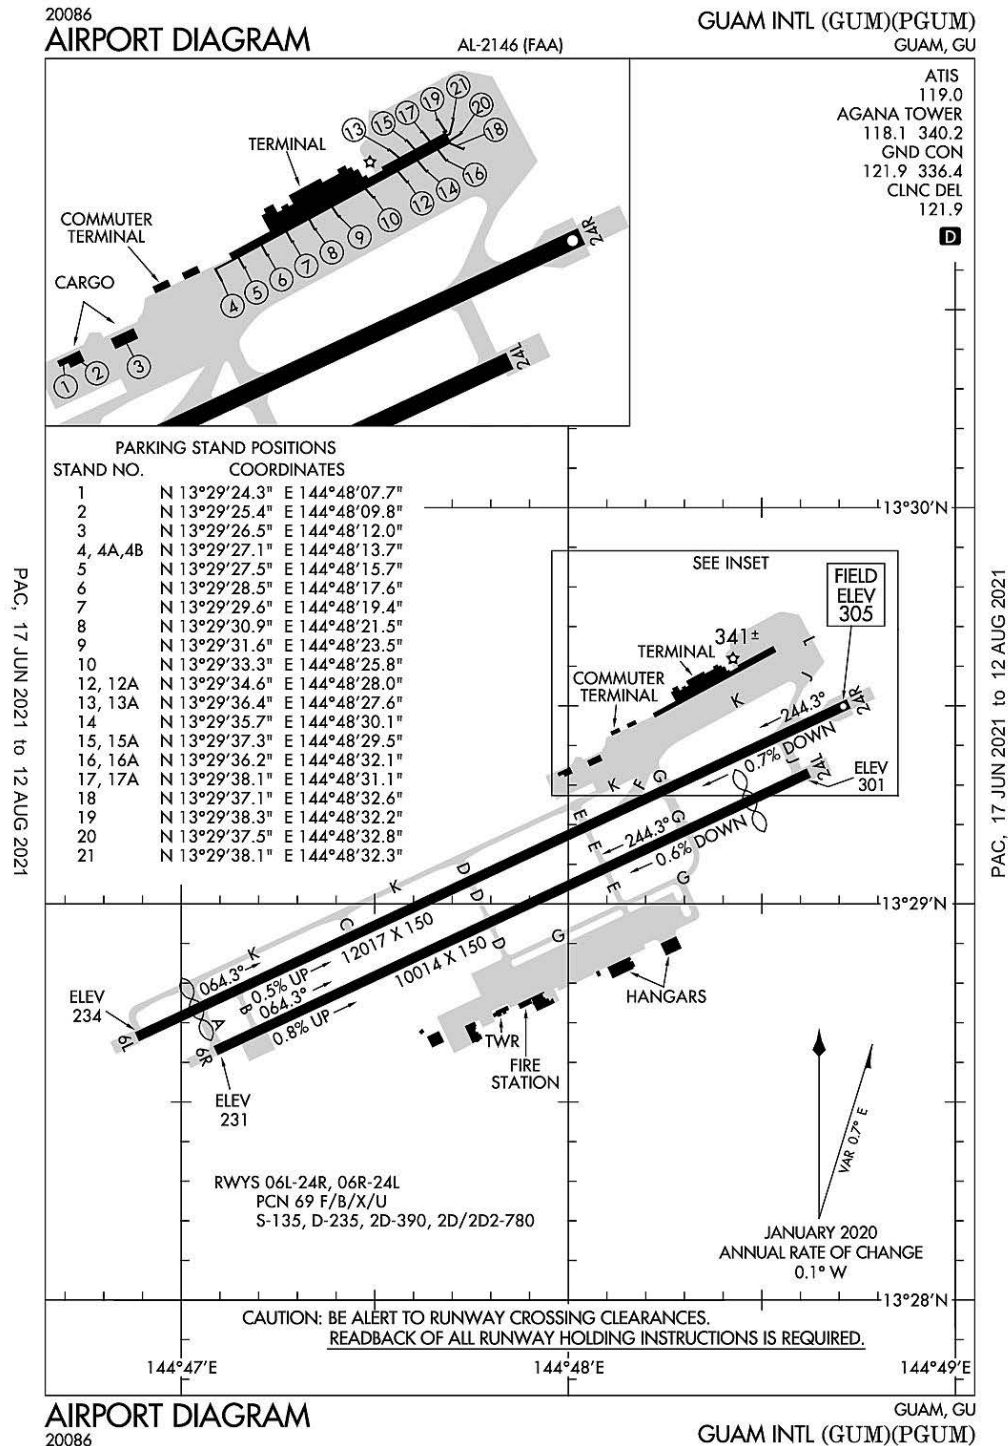 20086
AIRPORT DIAGRAM
AL-2146 (FAA)
GUAM INTL (GUM)(PGUM)
GUAM, GU
ATIS
119.0
AGANA TOWER
118.1 340.2
GND CON
121.9 336.4
CLNC DEL
121.9
D
TERMINAL
COMMUTER
TERMINAL
CARGO
1
2
3
4
5
6
7
8
9
10
12
14
16
18
20
21
19
17
15
13
24R
24L
PARKING STAND POSITIONS
STAND NO. COORDINATES
1 N 13°29'24.3" E 144°48'07.7"
2 N 13°29'25.4" E 144°48'09.8"
3 N 13°29'26.5" E 144°48'12.0"
4, 4A,4B N 13°29'27.1" E 144°48'13.7"
5 N 13°29'27.5" E 144°48'15.7"
6 N 13°29'28.5" E 144°48'17.6"
7 N 13°29'29.6" E 144°48'19.4"
8 N 13°29'30.9" E 144°48'21.5"
9 N 13°29'31.6" E 144°48'23.5"
10 N 13°29'33.3" E 144°48'25.8"
12, 12A N 13°29'34.6" E 144°48'28.0"
13, 13A N 13°29'36.4" E 144°48'27.6"
14 N 13°29'35.7" E 144°48'30.1"
15, 15A N 13°29'37.3" E 144°48'29.5"
16, 16A N 13°29'36.2" E 144°48'32.1"
17, 17A N 13°29'38.1" E 144°48'31.1"
18 N 13°29'37.1" E 144°48'32.6"
19 N 13°29'38.3" E 144°48'32.2"
20 N 13°29'37.5" E 144°48'32.8"
21 N 13°29'38.1" E 144°48'32.3"
13°30'N
SEE INSET
FIELD
ELEV
305
341±
TERMINAL
COMMUTER
TERMINAL
L
J
K
244.3°
24R
0.7% DOWN
J
24L
ELEV
301
K
F
G
E
E
E
244.3°
G
0.6% DOWN
G
G
D
D
D
K
C
K
12017 X 150
10014 X 150
13°29'N
064.3°
0.5% UP
064.3°
0.8% UP
B
A
ELEV
234
6L
6R
ELEV
231
HANGARS
TWR
FIRE
STATION
VAR 0.7° E
JANUARY 2020
ANNUAL RATE OF CHANGE
0.1° W
RWYS 06L-24R, 06R-24L
PCN 69 F/B/X/U
S-135, D-235, 2D-390, 2D/2D2-780
13°28'N
CAUTION: BE ALERT TO RUNWAY CROSSING CLEARANCES.
READBACK OF ALL RUNWAY HOLDING INSTRUCTIONS IS REQUIRED.
144°47'E
144°48'E
144°49'E
PAC, 17 JUN 2021 to 12 AUG 2021
PAC, 17 JUN 2021 to 12 AUG 2021
AIRPORT DIAGRAM
20086
GUAM, GU
GUAM INTL (GUM)(PGUM)